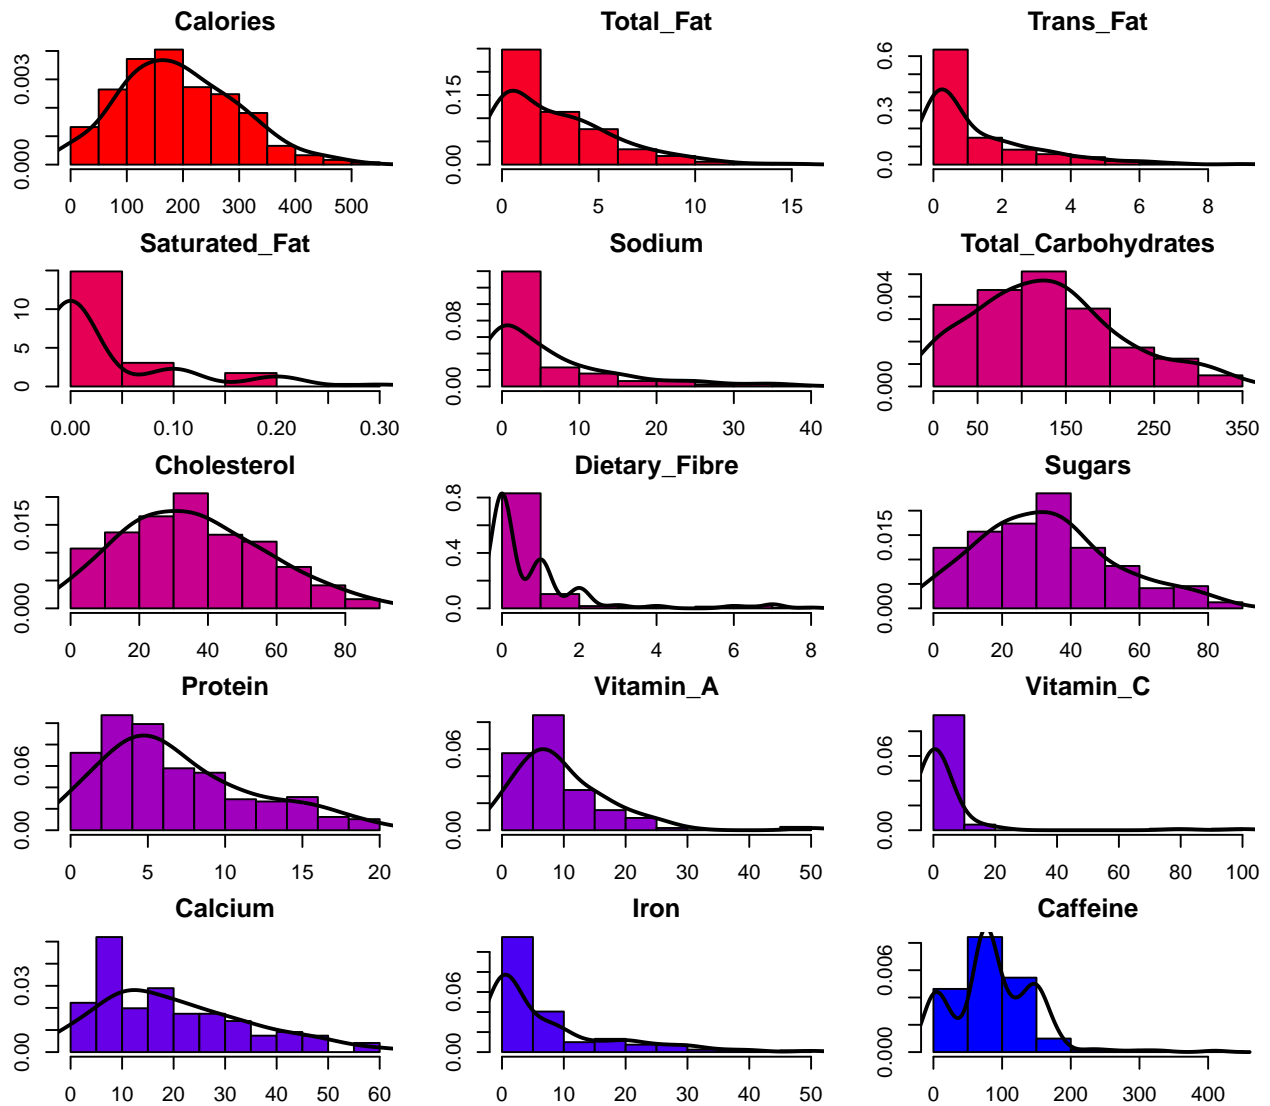 Calories
Total_Fat
Trans_Fat
0.000 0.003
0 100 200 300 400 500
0.00 0.15
0 5 10 15
0.0 0.3 0.6
0 2 4 6 8
Saturated_Fat
Sodium
Total_Carbohydrates
0 5 10
0.00 0.10 0.20 0.30
0.00 0.08
0 10 20 30 40
0.000 0.004
0 50 150 250 350
Cholesterol
Dietary_Fibre
Sugars
0.000 0.015
0 20 40 60 80
0.0 0.4 0.8
0 2 4 6 8
0.000 0.015
0 20 40 60 80
Protein
Vitamin_A
Vitamin_C
0.00 0.06
0 5 10 15 20
0.00 0.06
0 10 20 30 40 50
0.00 0.06
0 20 40 60 80 100
Calcium
Iron
Caffeine
0.00 0.03
0 10 20 30 40 50 60
0.00 0.06
0 10 20 30 40 50
0.000 0.006
0 100 200 300 400